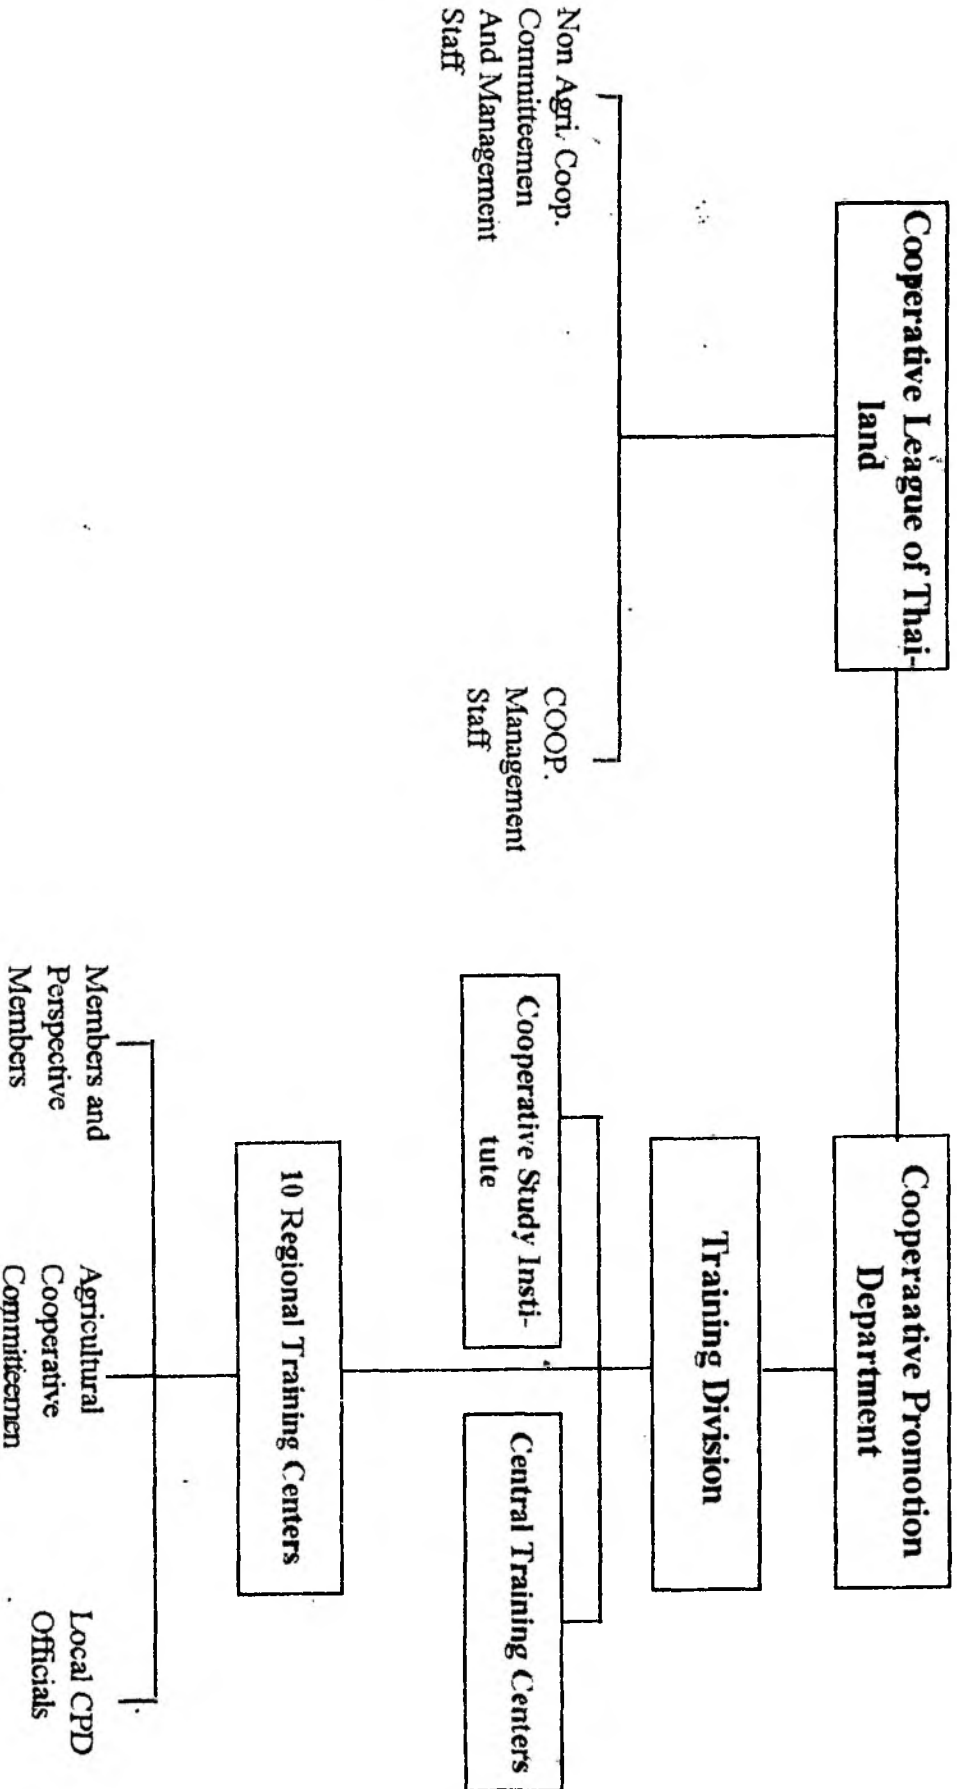 Cooperative League of Thai-
land
Cooperaative Promotion
Department
Training Division
Non Agri. Coop.
Committeemen
And Management
Staff
COOP.
Management
Staff
Cooperative Study Insti-
tute
Central Training Centers
10 Regional Training Centers
Members and
Perspective
Members
Agricultural
Cooperative
Committeemen
Local CPD
Officials